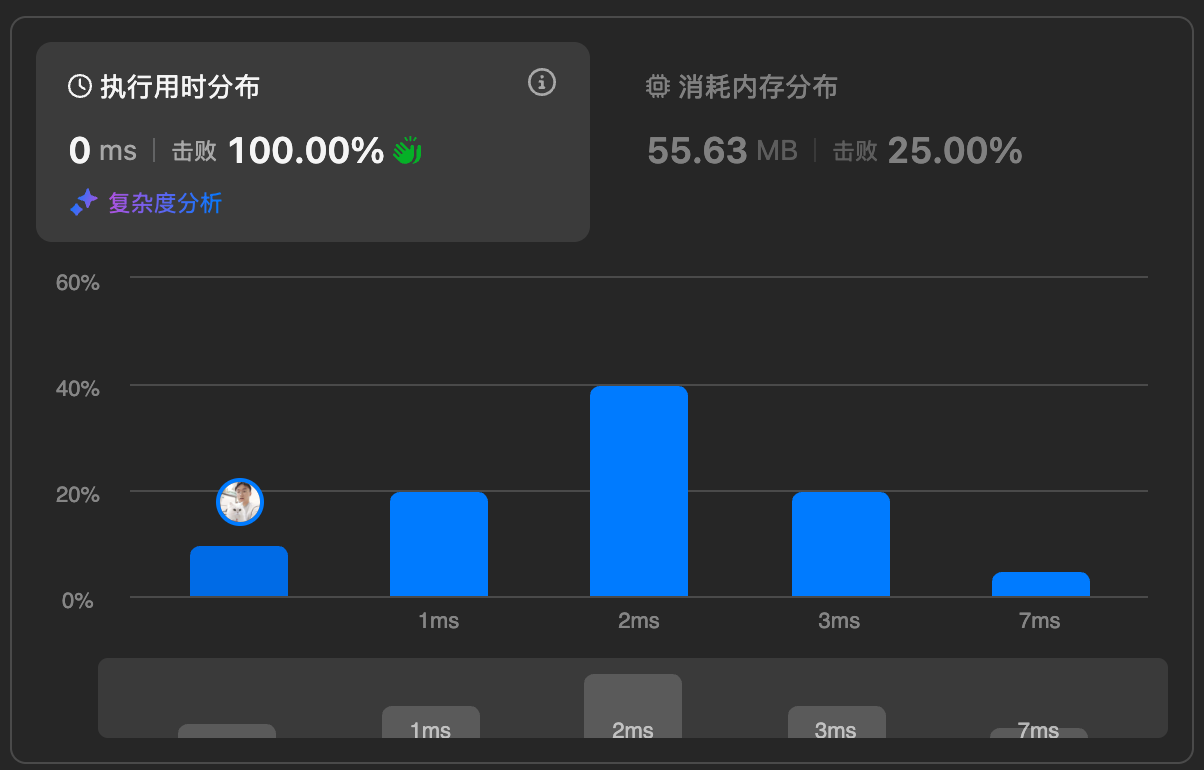 执行用时分布
0 ms | 击败 100.00%
复杂度分析
消耗内存分布
55.63 MB | 击败 25.00%
60%
40%
20%
0%
1ms 2ms 3ms 7ms
1ms 2ms 3ms 7ms